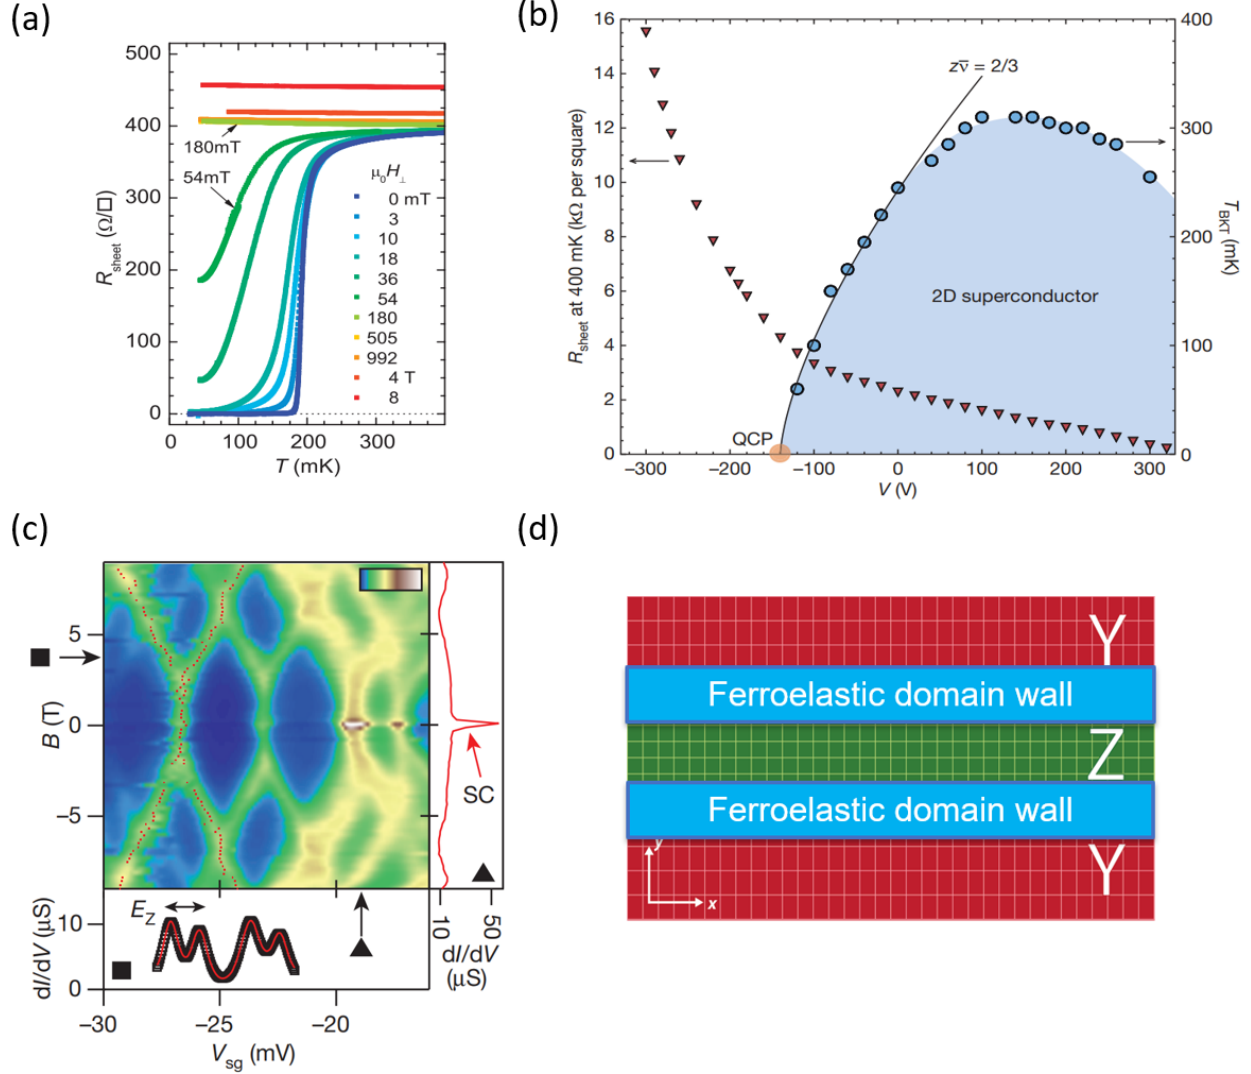 (a)
500
400
300
200
100
0
R_sheet (Ω/□)
180mT
54mT
μ₀H⊥
0 mT
3
10
18
36
54
180
505
992
4 T
8
0 100 200 300
T (mK)
(b)
16
14
12
10
8
6
4
2
0
R_sheet at 400 mK (kΩ per square)
zν̄ = 2/3
2D superconductor
QCP
400
300
200
100
0
T_BKT (mK)
−300 −200 −100 0 100 200 300
V (V)
(c)
5
0
−5
B (T)
SC
E_Z
10
0
dI/dV (μS)
−30 −25 −20
V_sg (mV)
10 50
dI/dV
(μS)
(d)
Y
Ferroelastic domain wall
Z
Ferroelastic domain wall
Y
y
x